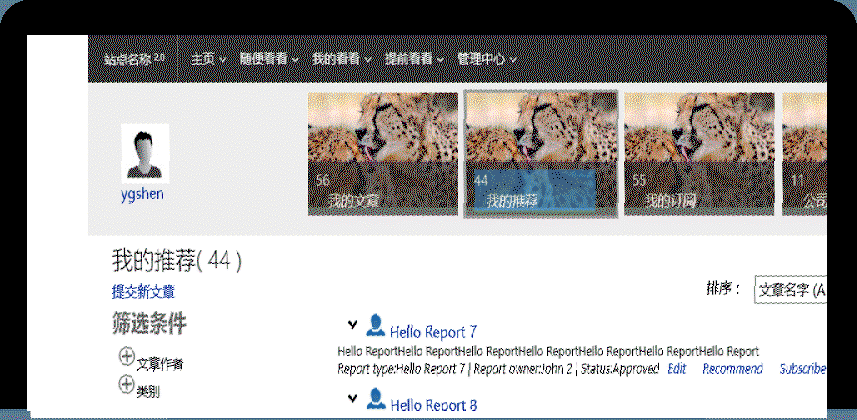 站点名称 2.0 主页 随便看看 我的看看 提前看看 管理中心
ygshen
56 44 55 11
我的文章 我的推荐 我的订阅 公司
我的推荐( 44 )
提交新文章
排序： 文章名字 (A
筛选条件
文章作者
类别
Hello Report 7
Hello ReportHello ReportHello ReportHello ReportHello ReportHello ReportHello Report
Report type:Hello Report 7 | Report owner:John 2 | Status:Approved Edit Recommend Subscribe
Hello Report 8